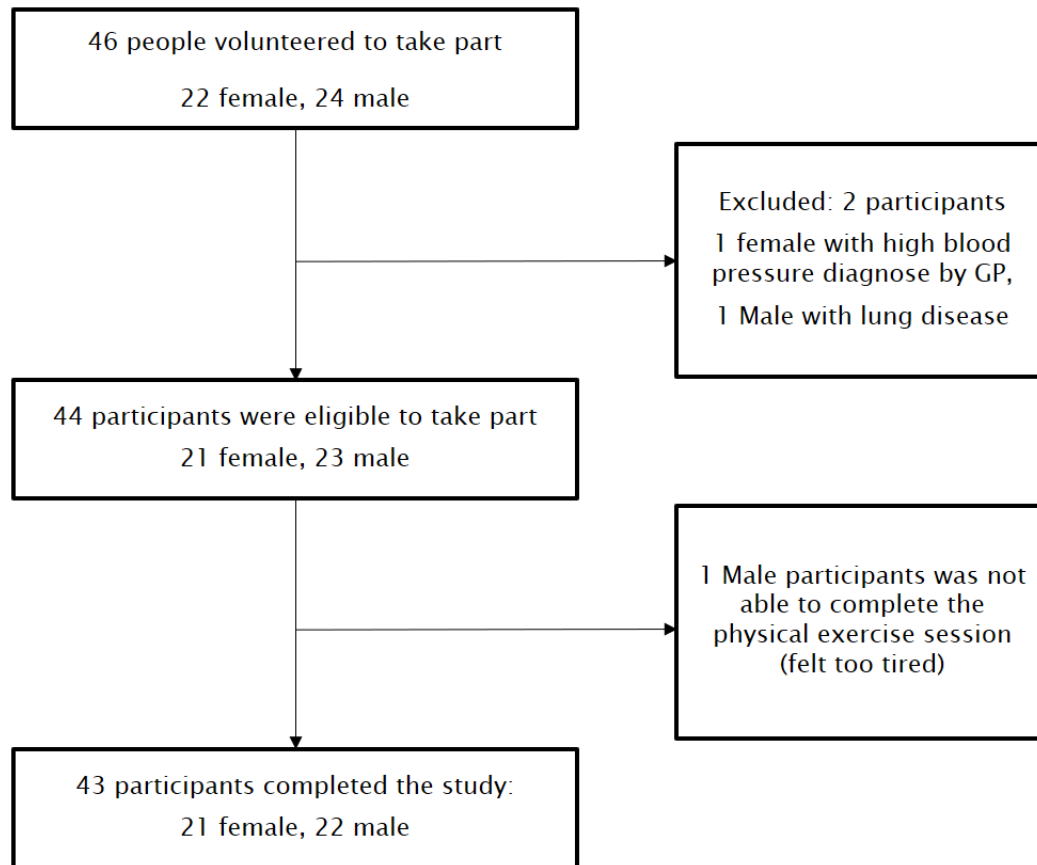 46 people volunteered to take part
22 female, 24 male
Excluded: 2 participants
1 female with high blood
pressure diagnose by GP,
1 Male with lung disease
44 participants were eligible to take part
21 female, 23 male
1 Male participants was not
able to complete the
physical exercise session
(felt too tired)
43 participants completed the study:
21 female, 22 male